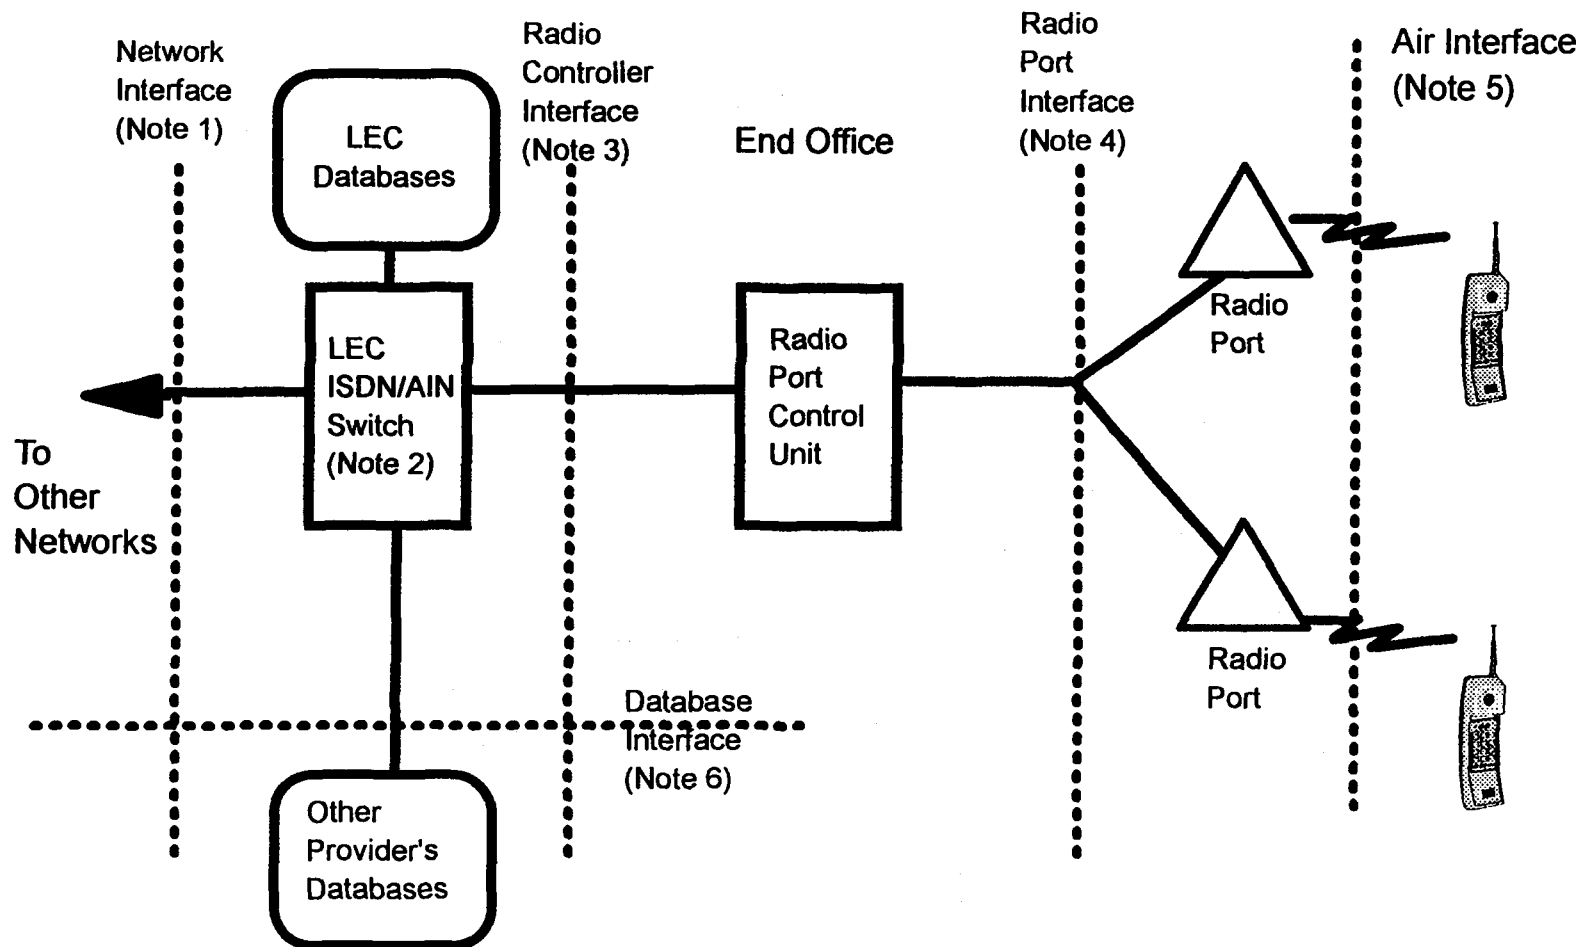 Network
Interface
(Note 1)
LEC
Databases
Radio
Controller
Interface
(Note 3)
End Office
Radio
Port
Interface
(Note 4)
Air Interface
(Note 5)
LEC
ISDN/AIN
Switch
(Note 2)
Radio
Port
Control
Unit
Radio
Port
To
Other
Networks
Radio
Port
Database
Interface
(Note 6)
Other
Provider's
Databases